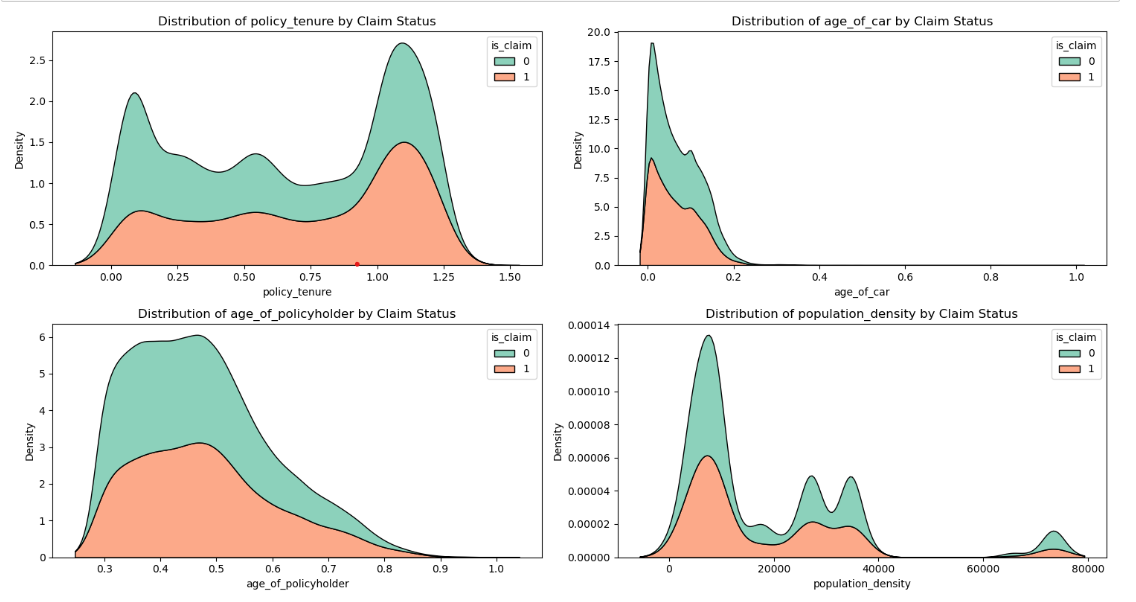 Distribution of policy_tenure by Claim Status
is_claim
0
1
2.5
2.0
1.5
1.0
0.5
0.0
Density
0.00 0.25 0.50 0.75 1.00 1.25 1.50
policy_tenure
Distribution of age_of_car by Claim Status
is_claim
0
1
20.0
17.5
15.0
12.5
10.0
7.5
5.0
2.5
0.0
Density
0.0 0.2 0.4 0.6 0.8 1.0
age_of_car
Distribution of age_of_policyholder by Claim Status
is_claim
0
1
6
5
4
3
2
1
0
Density
0.3 0.4 0.5 0.6 0.7 0.8 0.9 1.0
age_of_policyholder
Distribution of population_density by Claim Status
is_claim
0
1
0.00014
0.00012
0.00010
0.00008
0.00006
0.00004
0.00002
0.00000
Density
0 20000 40000 60000 80000
population_density